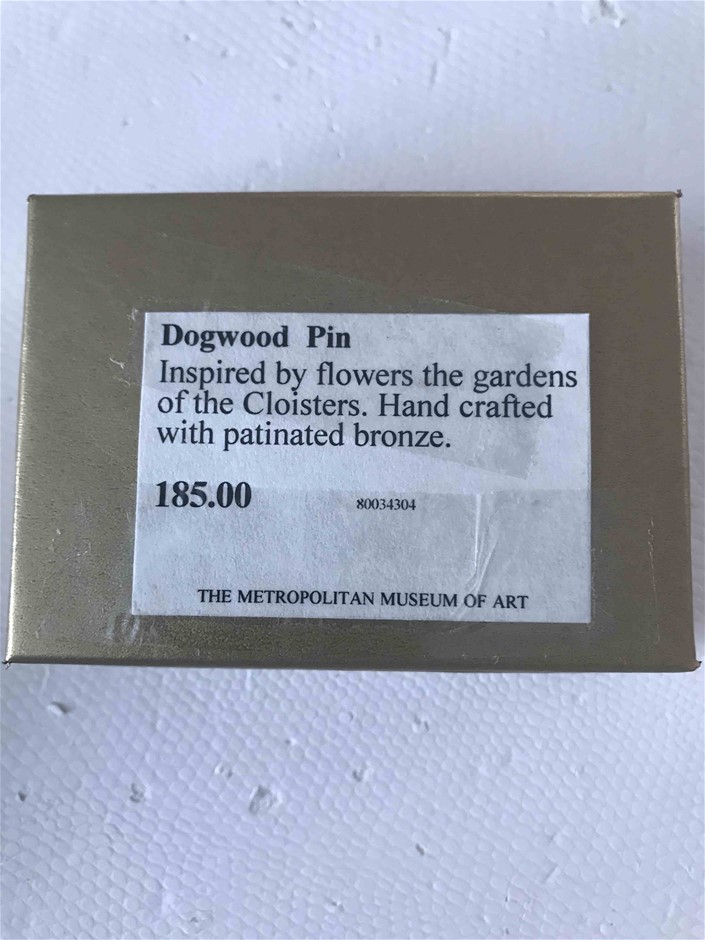 Dogwood Pin
Inspired by flowers the gardens
of the Cloisters. Hand crafted
with patinated bronze.
185.00 80034304
THE METROPOLITAN MUSEUM OF ART